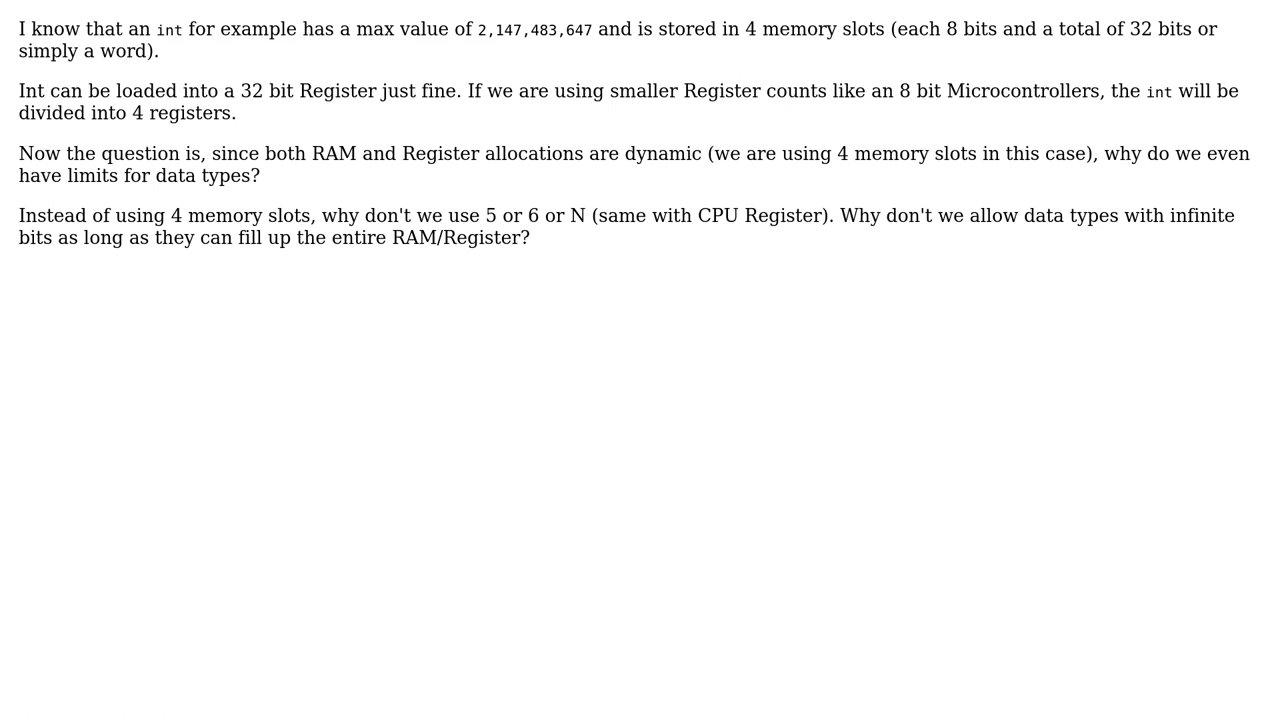 I know that an int for example has a max value of 2,147,483,647 and is stored in 4 memory slots (each 8 bits and a total of 32 bits or
simply a word).
Int can be loaded into a 32 bit Register just fine. If we are using smaller Register counts like an 8 bit Microcontrollers, the int will be
divided into 4 registers.
Now the question is, since both RAM and Register allocations are dynamic (we are using 4 memory slots in this case), why do we even
have limits for data types?
Instead of using 4 memory slots, why don't we use 5 or 6 or N (same with CPU Register). Why don't we allow data types with infinite
bits as long as they can fill up the entire RAM/Register?